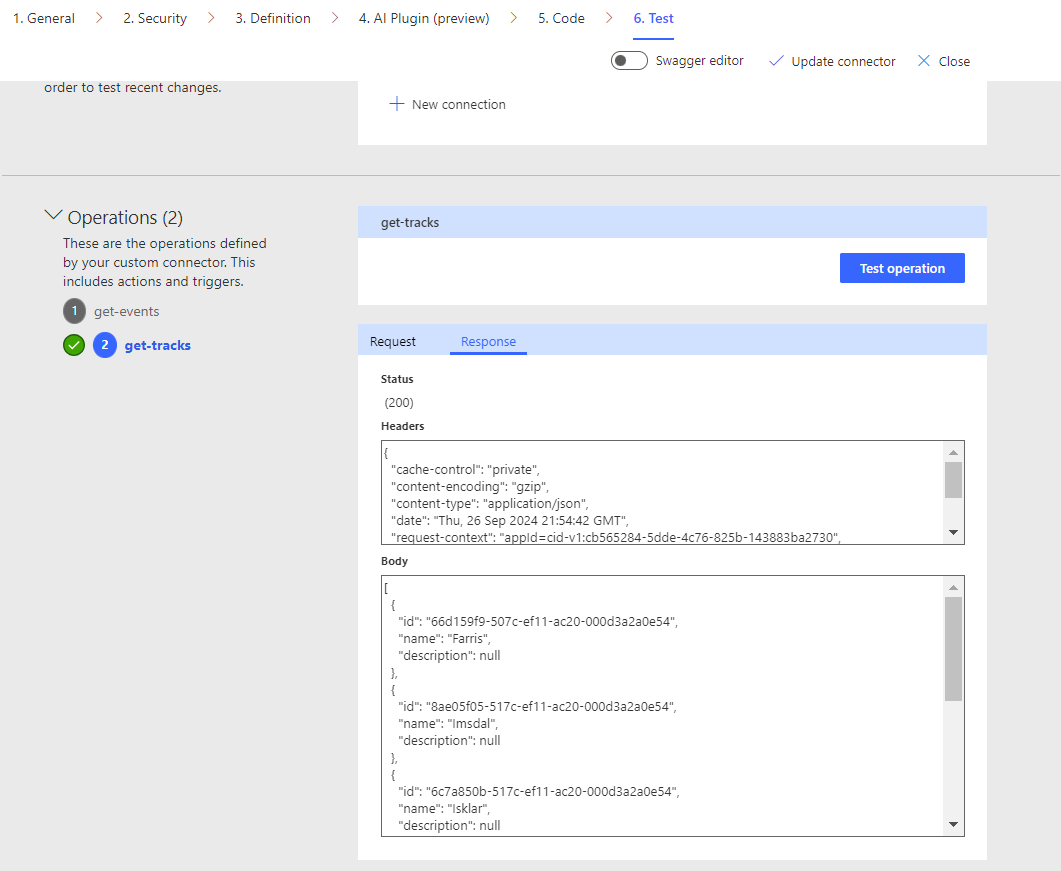 1. General
2. Security
3. Definition
4. AI Plugin (preview)
5. Code
6. Test
Swagger editor
Update connector
Close
order to test recent changes.
New connection
Operations (2)
These are the operations defined
by your custom connector. This
includes actions and triggers.
1 get-events
2 get-tracks
get-tracks
Test operation
Request
Response
Status
(200)
Headers
{
"cache-control": "private",
"content-encoding": "gzip",
"content-type": "application/json",
"date": "Thu, 26 Sep 2024 21:54:42 GMT",
"request-context": "appId=cid-v1:cb565284-5dde-4c76-825b-143883ba2730",
Body
[
{
"id": "66d159f9-507c-ef11-ac20-000d3a2a0e54",
"name": "Farris",
"description": null
},
{
"id": "8ae05f05-517c-ef11-ac20-000d3a2a0e54",
"name": "Imsdal",
"description": null
},
{
"id": "6c7a850b-517c-ef11-ac20-000d3a2a0e54",
"name": "Isklar",
"description": null